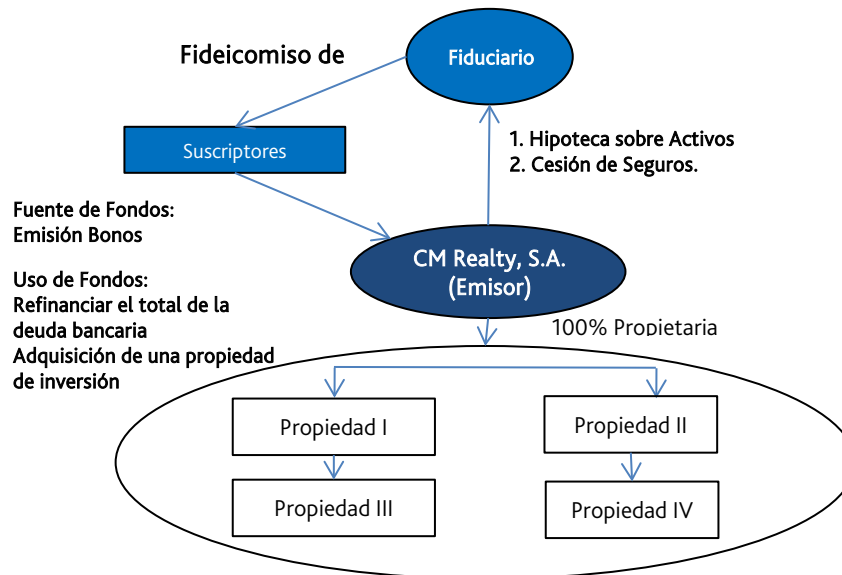 Fideicomiso de
Fiduciario
Suscriptores
1. Hipoteca sobre Activos
2. Cesión de Seguros.
Fuente de Fondos:
Emisión Bonos
CM Realty, S.A.
(Emisor)
Uso de Fondos:
Refinanciar el total de la
deuda bancaria
Adquisición de una propiedad
de inversión
100% Propietaria
Propiedad I
Propiedad II
Propiedad III
Propiedad IV